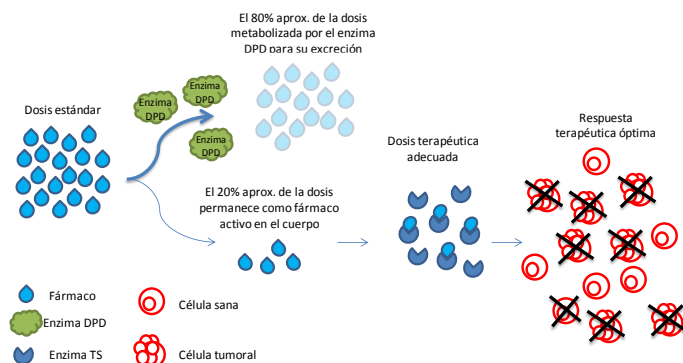 El 80% aprox. de la dosis
metabolizada por el enzima
DPD para su excreción
Enzima
DPD
Enzima
DPD
Enzima
DPD
Dosis estándar
El 20% aprox. de la dosis
permanece como fármaco
activo en el cuerpo
Dosis terapéutica
adecuada
Respuesta
terapéutica óptima
Fármaco
Célula sana
Enzima DPD
Enzima TS
Célula tumoral